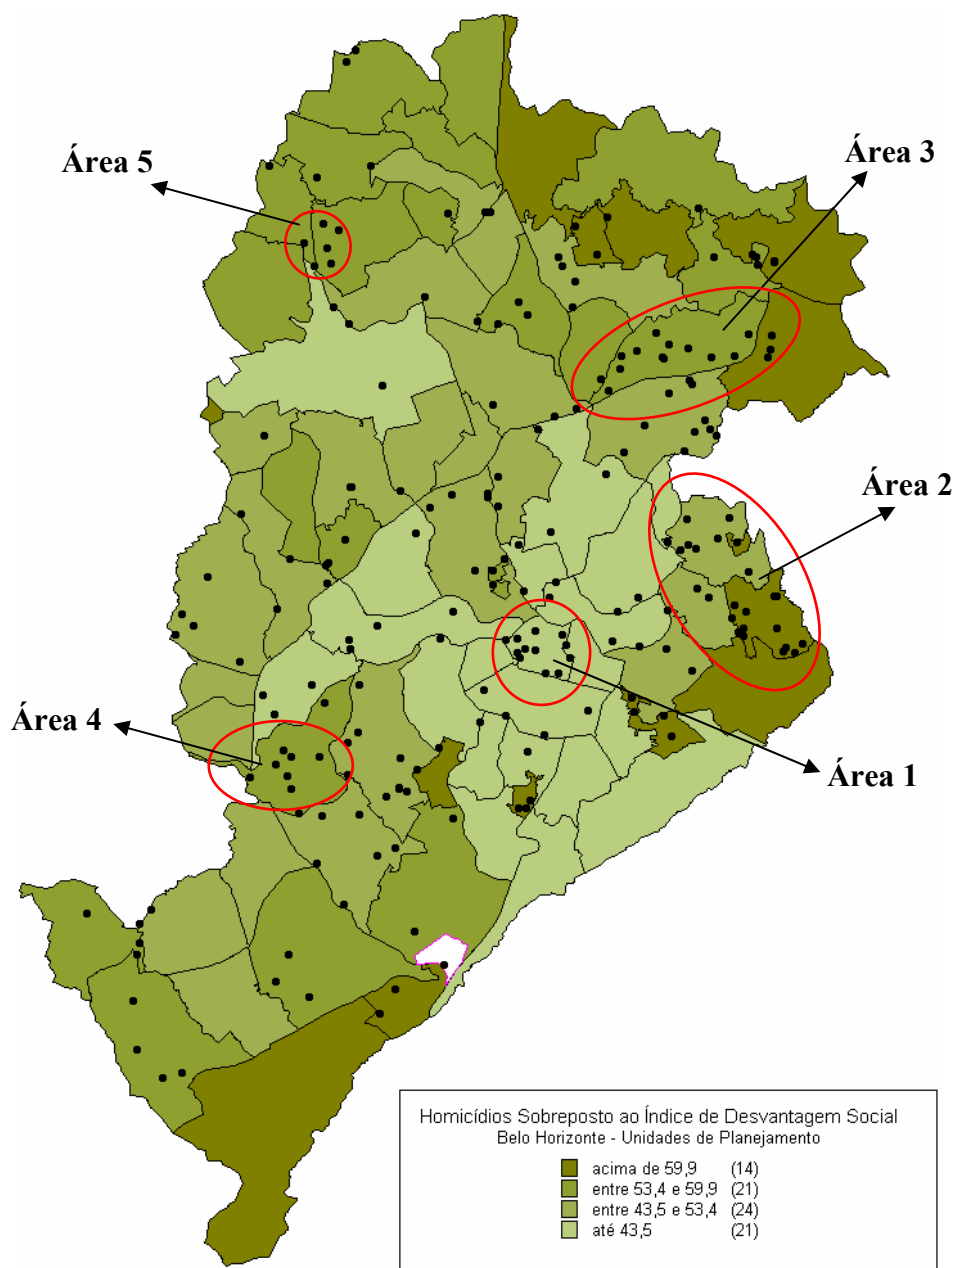 Área 5
Área 3
Área 2
Área 4
Área 1
Homicídios Sobreposto ao Índice de Desvantagem Social
Belo Horizonte - Unidades de Planejamento
acima de 59,9 (14)
entre 53,4 e 59,9 (21)
entre 43,5 e 53,4 (24)
até 43,5 (21)